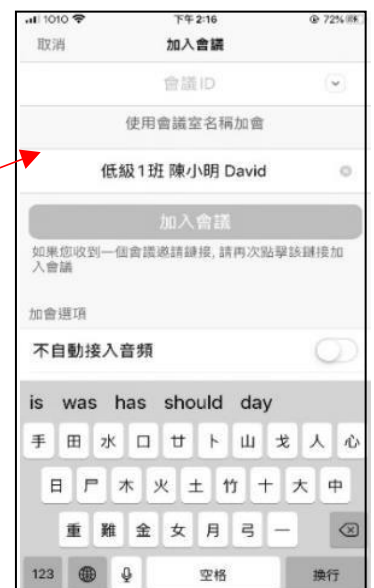 1010 下午2:16 72%
取消 加入會議
會議ID
使用會議室名稱加會
低級1班 陳小明 David
加入會議
如果您收到一個會議邀請鏈接, 請再次點擊該鏈接加
入會議
加會選項
不自動接入音頻
is was has should day
手 田 水 口 廿 卜 山 戈 人 心
日 尸 木 火 土 竹 十 大 中
重 難 金 女 月 弓 一
123 空格 換行